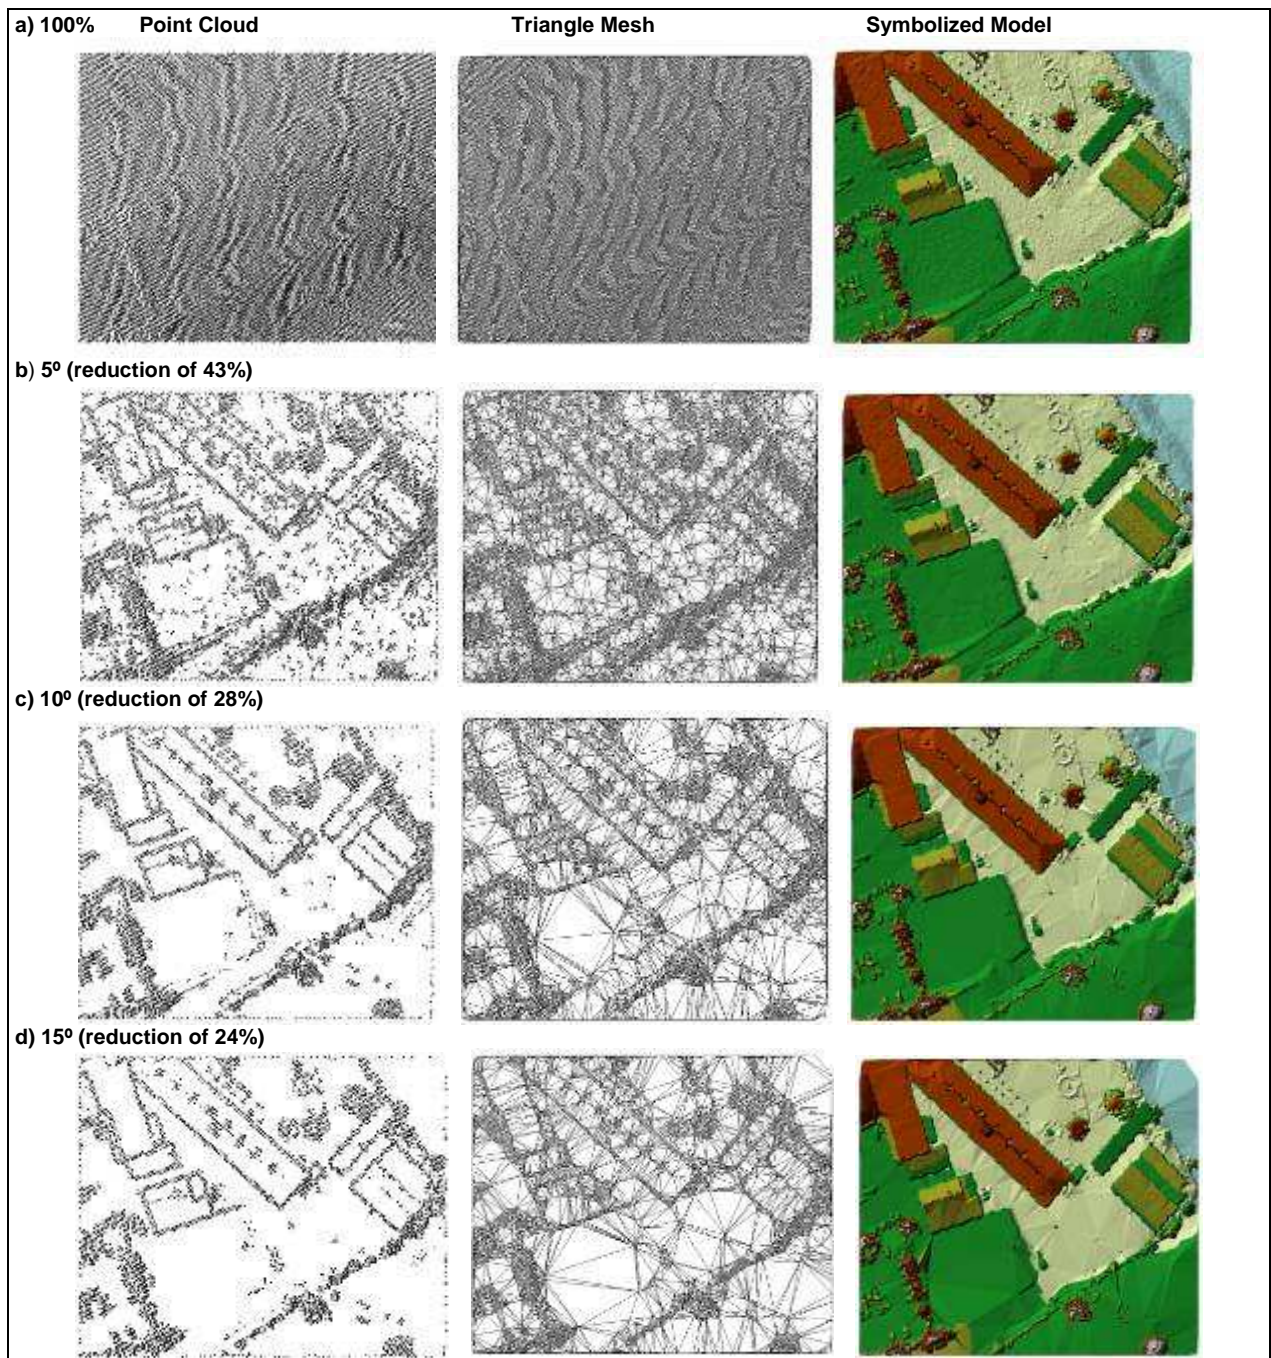 a) 100% Point Cloud Triangle Mesh Symbolized Model
b) 5º (reduction of 43%)
c) 10º (reduction of 28%)
d) 15º (reduction of 24%)